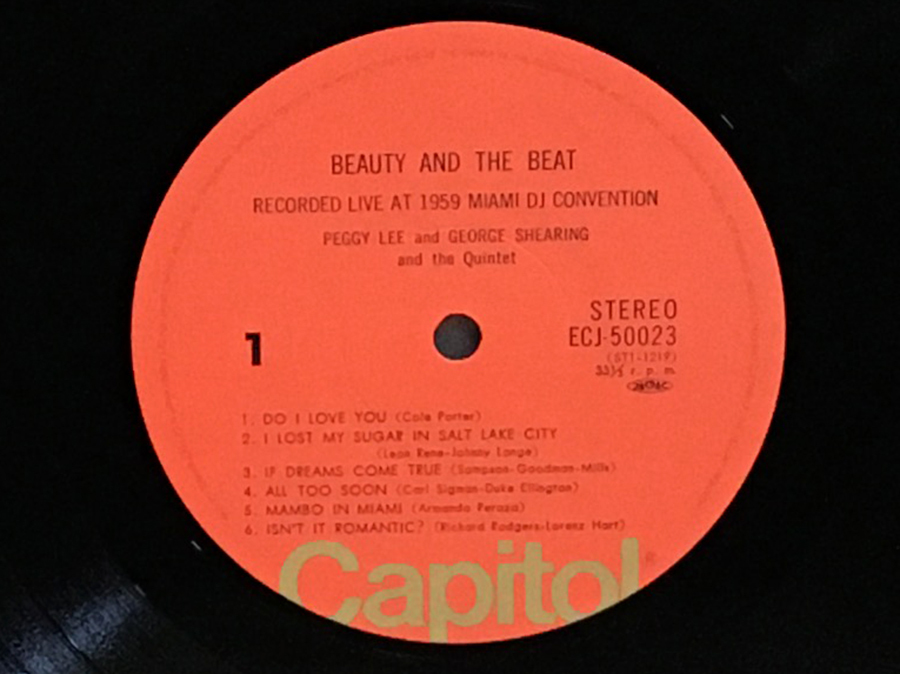 BEAUTY AND THE BEAT
RECORDED LIVE AT 1959 MIAMI DJ CONVENTION
PEGGY LEE and GEORGE SHEARING
and the Quintet
1
STEREO
ECJ-50023
(ST1-1219)
33⅓ r. p. m.
1. DO I LOVE YOU (Cole Porter)
2. I LOST MY SUGAR IN SALT LAKE CITY
(Leon Rene-Johnny Lange)
3. IF DREAMS COME TRUE (Sampson-Goodman-Mills)
4. ALL TOO SOON (Carl Sigman-Duke Ellington)
5. MAMBO IN MIAMI (Armando Peraza)
6. ISN'T IT ROMANTIC? (Richard Rodgers-Lorenz Hart)
Capitol